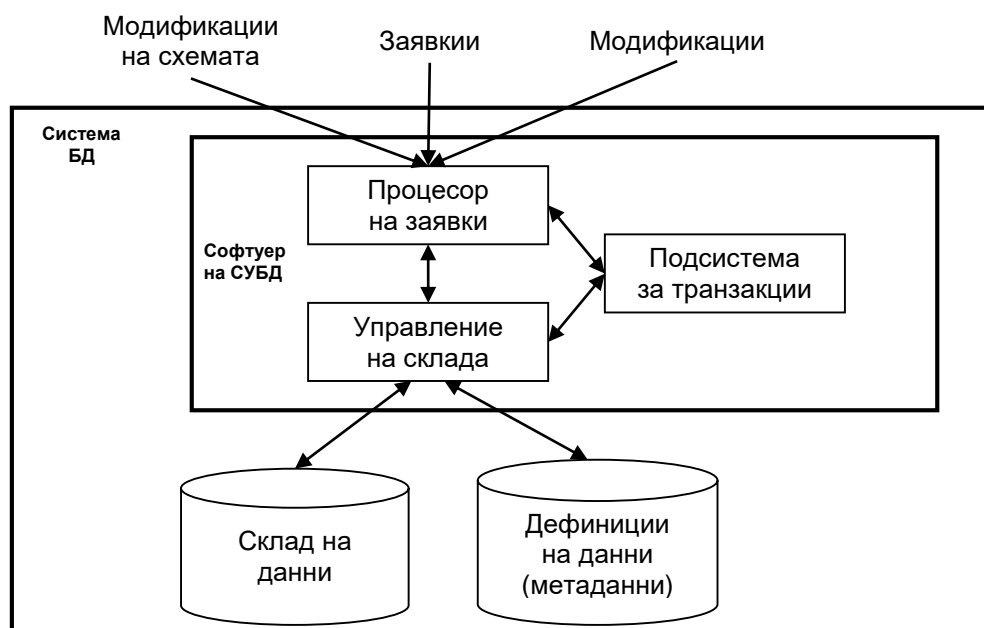 Модификации
на схемата
Заявкии
Модификации
Система
БД
Процесор
на заявки
Софтуер
на СУБД
Подсистема
за транзакции
Управление
на склада
Склад на
данни
Дефиниции
на данни
(метаданни)